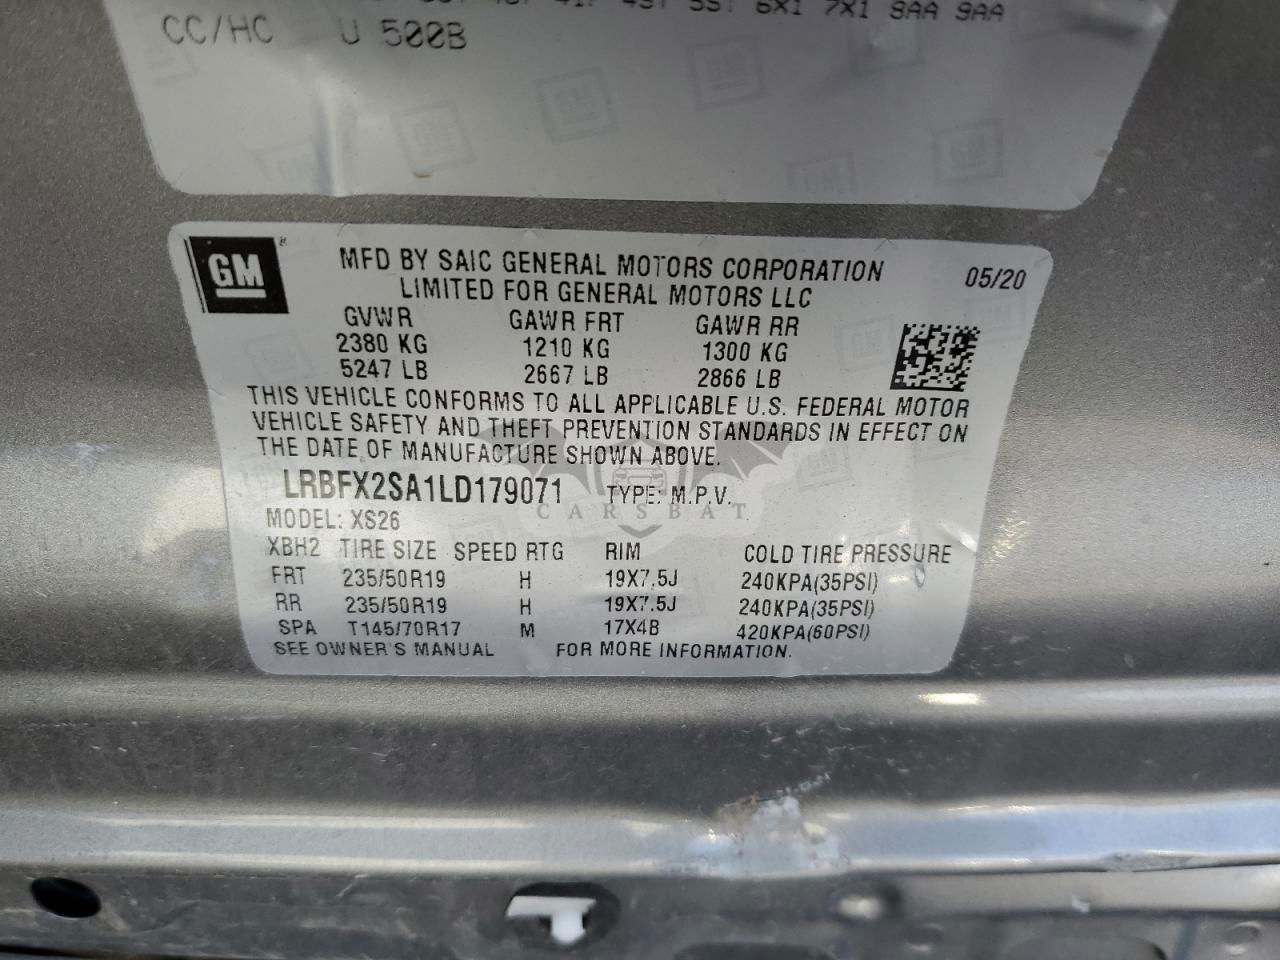 6X1 7X1 8AA 9AA
CC/HC U 500B
GM
MFD BY SAIC GENERAL MOTORS CORPORATION 05/20
LIMITED FOR GENERAL MOTORS LLC
GVWR GAWR FRT GAWR RR
2380 KG 1210 KG 1300 KG
5247 LB 2667 LB 2866 LB
THIS VEHICLE CONFORMS TO ALL APPLICABLE U.S. FEDERAL MOTOR
VEHICLE SAFETY AND THEFT PREVENTION STANDARDS IN EFFECT ON
THE DATE OF MANUFACTURE SHOWN ABOVE.
LRBFX2SA1LD179071 TYPE: M.P.V.
CARSBAT
MODEL: XS26
XBH2 TIRE SIZE SPEED RTG RIM COLD TIRE PRESSURE
FRT 235/50R19 H 19X7.5J 240KPA(35PSI)
RR 235/50R19 H 19X7.5J 240KPA(35PSI)
SPA T145/70R17 M 17X4B 420KPA(60PSI)
SEE OWNER'S MANUAL FOR MORE INFORMATION.